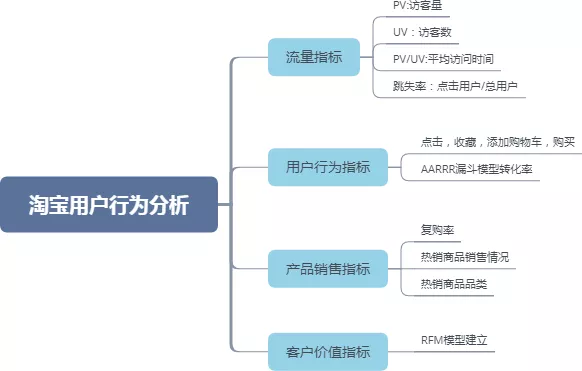 淘宝用户行为分析
流量指标
PV:访客量
UV：访客数
PV/UV:平均访问时间
跳失率：点击用户/总用户
用户行为指标
点击，收藏，添加购物车，购买
AARRR漏斗模型转化率
产品销售指标
复购率
热销商品销售情况
热销商品品类
客户价值指标
RFM模型建立